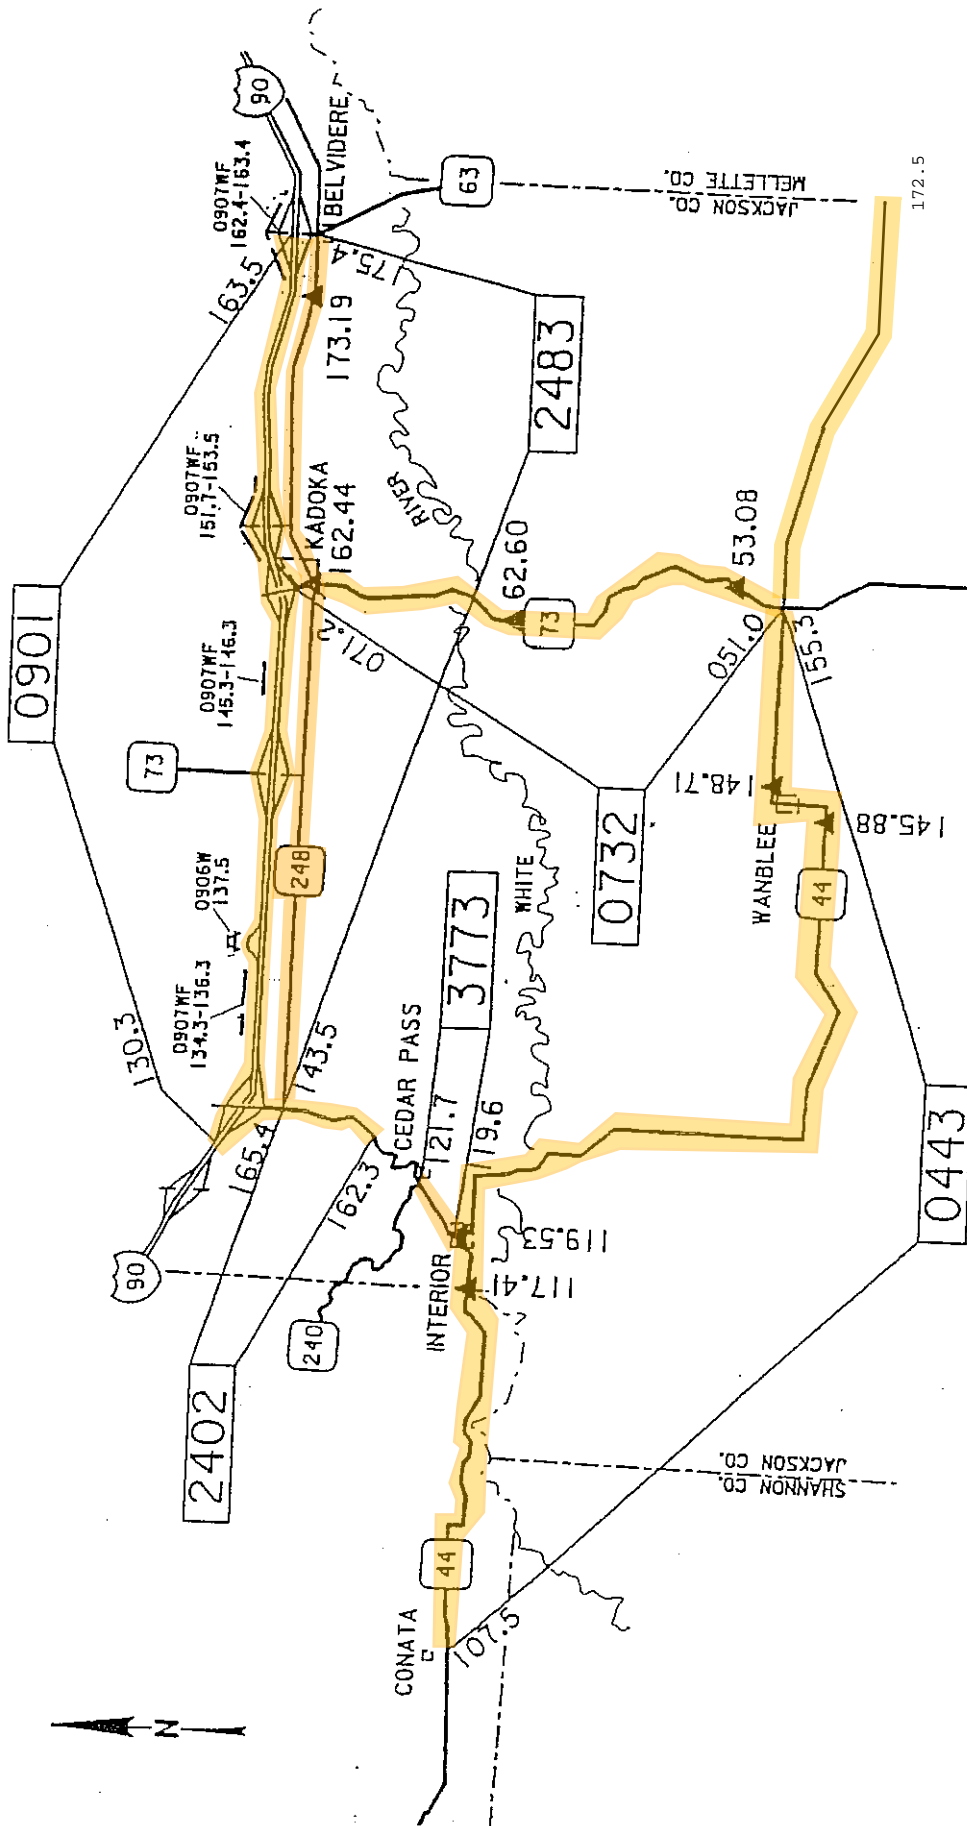 90
0907WF
162.4-163.4
BELVIDERE
63
JACKSON CO.
MELLETTE CO.
172.5
163.5
175.4
173.19
2483
0907WF
151.7-153.5
KADOKA
162.44
RIVER
62.60
53.08
0901
071.2
73
051.0
155.3
0907WF
145.3-146.3
73
148.71
0732
145.88
WANBLEE
44
0906W
137.5
248
WHITE
3773
0907WF
134.3-136.3
130.3
143.5
CEDAR PASS
121.7
119.6
0443
165.4
162.3
119.53
117.41
INTERIOR
90
240
2402
JACKSON CO.
SHANNON CO.
44
CONATA
107.5
N